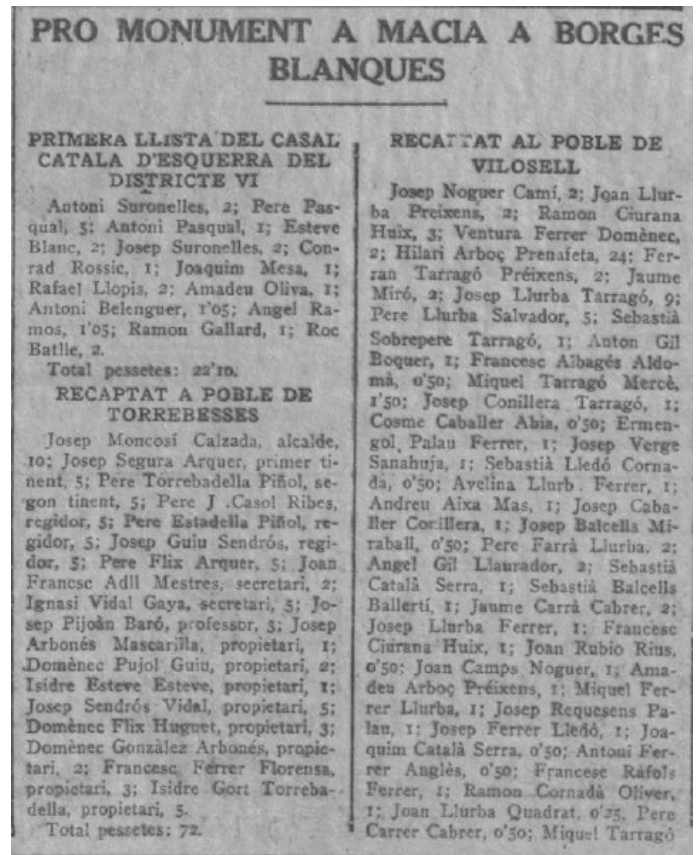 PRO MONUMENT A MACIA A BORGES
BLANQUES
PRIMERA LLISTA DEL CASAL
CATALA D'ESQUERRA DEL
DISTRICTE VI
Antoni Suronelles, 2; Pere Pas-
qual, 5; Antoni Pasqual, 1; Esteve
Blanc, 2; Josep Suronelles, 2; Con-
rad Rossic, 1; Joaquim Mesa, 1;
Rafael Llopis, 2; Amadeu Oliva, 1;
Antoni Belenguer, 1'05; Angel Ra-
mos, 1'05; Ramon Gallard, 1; Roc
Batlle, 2.
Total pessetes: 22'10.
RECAPTAT A POBLE DE
TORREBESSES
Josep Moncosí Calzada, alcalde,
10; Josep Segura Arquer, primer ti-
nent, 5; Pere Torrebadella Piñol, se-
gon tinent, 5; Pere J .Casol Ribes,
regidor, 5; Pere Estadella Piñol, re-
gidor, 5; Josep Guiu Sendrós, regi-
dor, 5; Pere Flix Arquer, 5; Joan
Francesc Adll Mestres, secretari, 2;
Ignasi Vidal Gaya, secretari, 5; Jo-
sep Pijoàn Baró, professor, 3; Josep
Arbonés Mascarilla, propietari, 1;
Domènec Pujol Guiu, propietari, 2;
Isidre Esteve Esteve, propietari, 1;
Josep Sendrós Vidal, propietari, 5;
Domènec Flix Huguet, propietari, 3;
Domènec Gonzàlez Arbonés, propie-
tari, 2; Francesc Ferrer Florensa,
propietari, 3; Isidre Gort Torreba-
della, propietari, 5.
Total pessetes: 72.
RECAPTAT AL POBLE DE
VILOSELL
Josep Noguer Camí, 2; Joan Llur-
ba Preixens, 2; Ramon Ciurana
Huix, 3; Ventura Ferrer Domènec,
2; Hilari Arboç Prenafeta, 24; Fer-
ran Tarragó Préixens, 2; Jaume
Miró, 2; Josep Llurba Tarragó, 9;
Pere Llurba Salvador, 5; Sebastià
Sobrepere Tarragó, 1; Anton Gil
Boquer, 1; Francesc Albagés Aldo-
mà, 0'50; Miquel Tarragó Mercè,
1'50; Josep Conillera Tarragó, 1;
Cosme Caballer Abia, 0'50; Ermen-
gol Palau Ferrer, 1; Josep Verge
Sanahuja, 1; Sebastià Lledó Corna-
da, 0'50; Avelina Llurb. Ferrer, 1;
Andreu Aixa Mas, 1; Josep Caba-
ller Corillera, 1; Josep Balcells Mi-
raball, 0'50; Pere Farrà Llurba, 2;
Angel Gil Llaurador, 2; Sebastià
Català Serra, 1; Sebastià Balcells
Ballertí, 1; Jaume Carrà Cabrer, 2;
Josep Llurba Ferrer, 1; Francesc
Ciurana Huix, 1; Joan Rubio Rius,
0'50; Joan Camps Noguer, 1; Ama-
deu Arboç Préixens, 1; Miquel Fer-
rer Llurba, 1; Josep Requesens Pa-
lau, 1; Josep Ferrer Lledó, 1; Joa-
quim Català Serra, 0'50; Antoni Fer-
rer Anglès, 0'50; Francesc Ràfols
Ferrer, 1; Ramon Cornadà Oliver,
1; Joan Llurba Quadrat, 0'25, Pere
Carrer Cabrer, 0'50; Miquel Tarragó